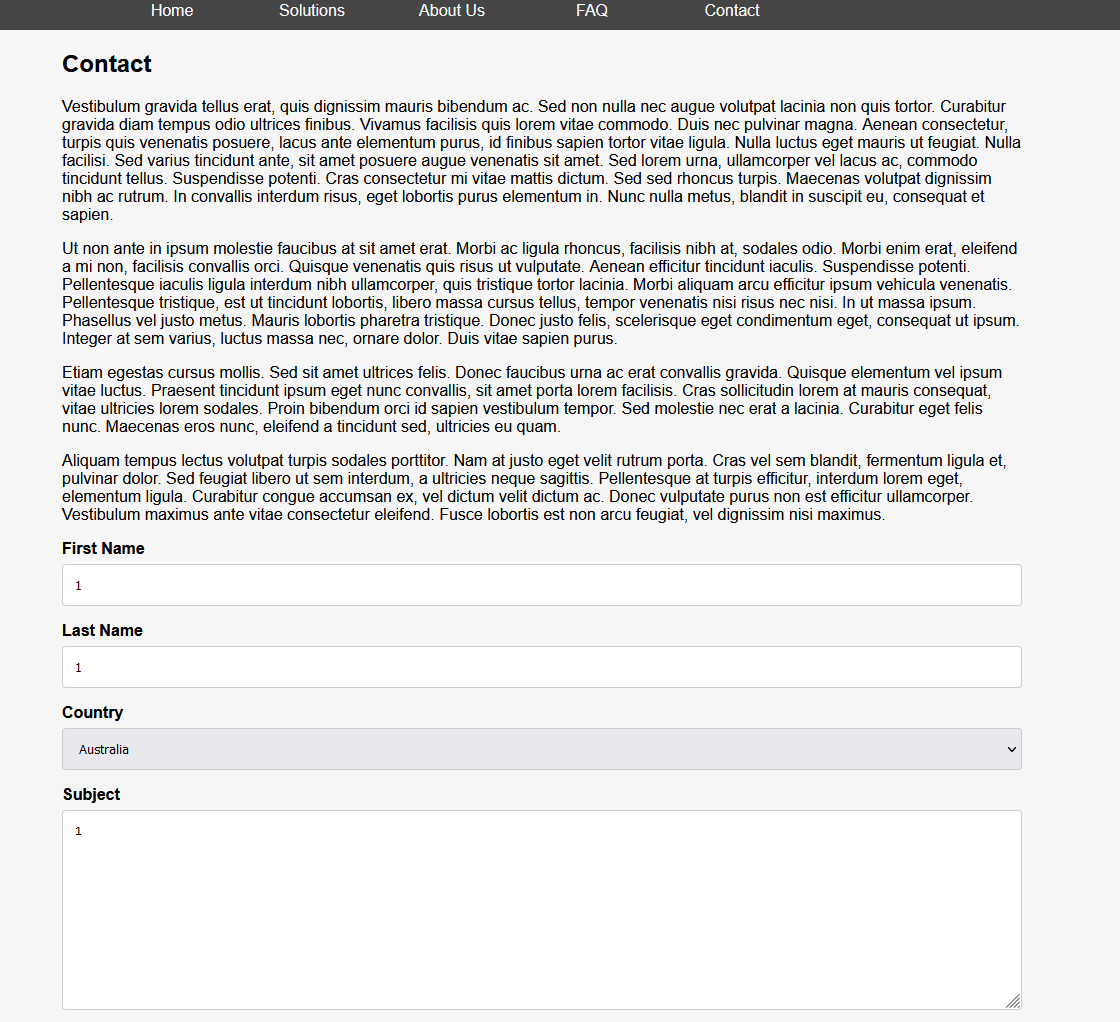 Home Solutions About Us FAQ Contact
Contact
Vestibulum gravida tellus erat, quis dignissim mauris bibendum ac. Sed non nulla nec augue volutpat lacinia non quis tortor. Curabitur
gravida diam tempus odio ultrices finibus. Vivamus facilisis quis lorem vitae commodo. Duis nec pulvinar magna. Aenean consectetur,
turpis quis venenatis posuere, lacus ante elementum purus, id finibus sapien tortor vitae ligula. Nulla luctus eget mauris ut feugiat. Nulla
facilisi. Sed varius tincidunt ante, sit amet posuere augue venenatis sit amet. Sed lorem urna, ullamcorper vel lacus ac, commodo
tincidunt tellus. Suspendisse potenti. Cras consectetur mi vitae mattis dictum. Sed sed rhoncus turpis. Maecenas volutpat dignissim
nibh ac rutrum. In convallis interdum risus, eget lobortis purus elementum in. Nunc nulla metus, blandit in suscipit eu, consequat et
sapien.
Ut non ante in ipsum molestie faucibus at sit amet erat. Morbi ac ligula rhoncus, facilisis nibh at, sodales odio. Morbi enim erat, eleifend
a mi non, facilisis convallis orci. Quisque venenatis quis risus ut vulputate. Aenean efficitur tincidunt iaculis. Suspendisse potenti.
Pellentesque iaculis ligula interdum nibh ullamcorper, quis tristique tortor lacinia. Morbi aliquam arcu efficitur ipsum vehicula venenatis.
Pellentesque tristique, est ut tincidunt lobortis, libero massa cursus tellus, tempor venenatis nisi risus nec nisi. In ut massa ipsum.
Phasellus vel justo metus. Mauris lobortis pharetra tristique. Donec justo felis, scelerisque eget condimentum eget, consequat ut ipsum.
Integer at sem varius, luctus massa nec, ornare dolor. Duis vitae sapien purus.
Etiam egestas cursus mollis. Sed sit amet ultrices felis. Donec faucibus urna ac erat convallis gravida. Quisque elementum vel ipsum
vitae luctus. Praesent tincidunt ipsum eget nunc convallis, sit amet porta lorem facilisis. Cras sollicitudin lorem at mauris consequat,
vitae ultricies lorem sodales. Proin bibendum orci id sapien vestibulum tempor. Sed molestie nec erat a lacinia. Curabitur eget felis
nunc. Maecenas eros nunc, eleifend a tincidunt sed, ultricies eu quam.
Aliquam tempus lectus volutpat turpis sodales porttitor. Nam at justo eget velit rutrum porta. Cras vel sem blandit, fermentum ligula et,
pulvinar dolor. Sed feugiat libero ut sem interdum, a ultricies neque sagittis. Pellentesque at turpis efficitur, interdum lorem eget,
elementum ligula. Curabitur congue accumsan ex, vel dictum velit dictum ac. Donec vulputate purus non est efficitur ullamcorper.
Vestibulum maximus ante vitae consectetur eleifend. Fusce lobortis est non arcu feugiat, vel dignissim nisi maximus.
First Name
1
Last Name
1
Country
Australia
Subject
1